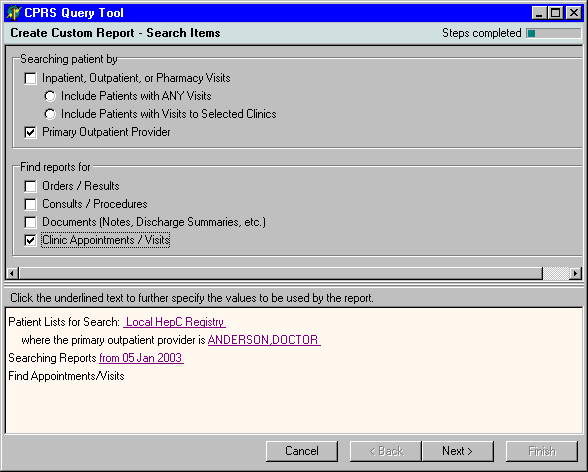 CPRS Query Tool
Create Custom Report - Search Items Steps completed
Searching patient by
Inpatient, Outpatient, or Pharmacy Visits
Include Patients with ANY Visits
Include Patients with Visits to Selected Clinics
Primary Outpatient Provider
Find reports for
Orders / Results
Consults / Procedures
Documents (Notes, Discharge Summaries, etc.)
Clinic Appointments / Visits
Click the underlined text to further specify the values to be used by the report.
Patient Lists for Search: Local HepC Registry
where the primary outpatient provider is ANDERSON,DOCTOR
Searching Reports from 05 Jan 2003
Find Appointments/Visits
Cancel < Back Next > Finish